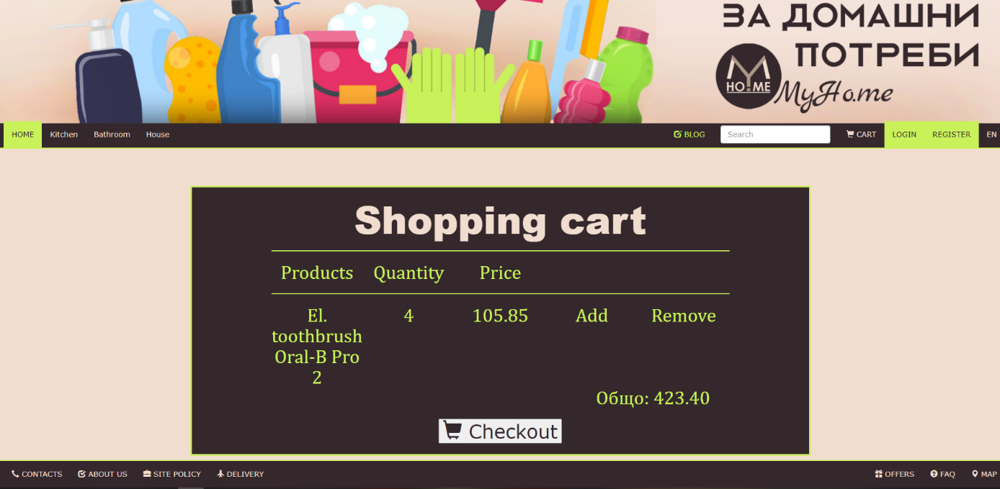 ЗА ДОМАШНИ
ПОТРЕБИ
MY
HO!ME
MyHo.me
HOME Kitchen Bathroom House BLOG Search CART LOGIN REGISTER EN
Shopping cart
Products Quantity Price
El. toothbrush Oral-B Pro 2 4 105.85 Add Remove
Общо: 423.40
Checkout
CONTACTS ABOUT US SITE POLICY DELIVERY OFFERS FAQ MAP